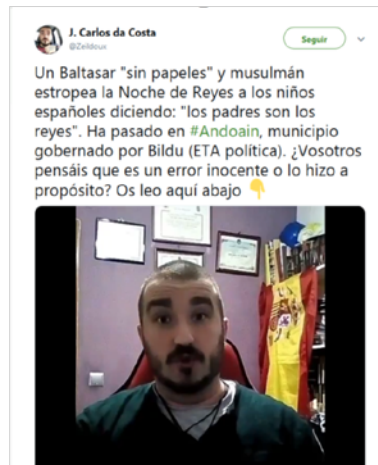 J. Carlos da Costa
@Zeldoux
Seguir
Un Baltasar "sin papeles" y musulmán
estropea la Noche de Reyes a los niños
españoles diciendo: "los padres son los
reyes". Ha pasado en #Andoain, municipio
gobernado por Bildu (ETA política). ¿Vosotros
pensáis que es un error inocente o lo hizo a
propósito? Os leo aquí abajo 👇